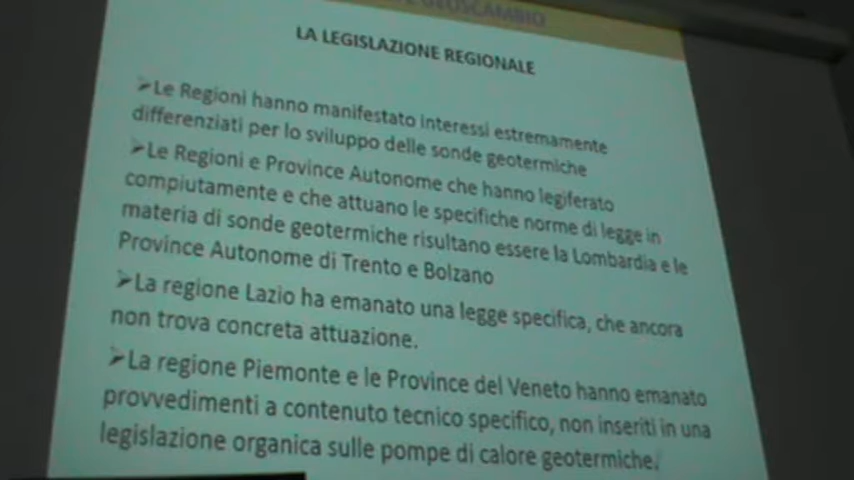 GEOSCAMBIO
LA LEGISLAZIONE REGIONALE
➢Le Regioni hanno manifestato interessi estremamente
differenziati per lo sviluppo delle sonde geotermiche
➢Le Regioni e Province Autonome che hanno legiferato
compiutamente e che attuano le specifiche norme di legge in
materia di sonde geotermiche risultano essere la Lombardia e le
Province Autonome di Trento e Bolzano
➢La regione Lazio ha emanato una legge specifica, che ancora
non trova concreta attuazione.
➢La regione Piemonte e le Province del Veneto hanno emanato
provvedimenti a contenuto tecnico specifico, non inseriti in una
legislazione organica sulle pompe di calore geotermiche.